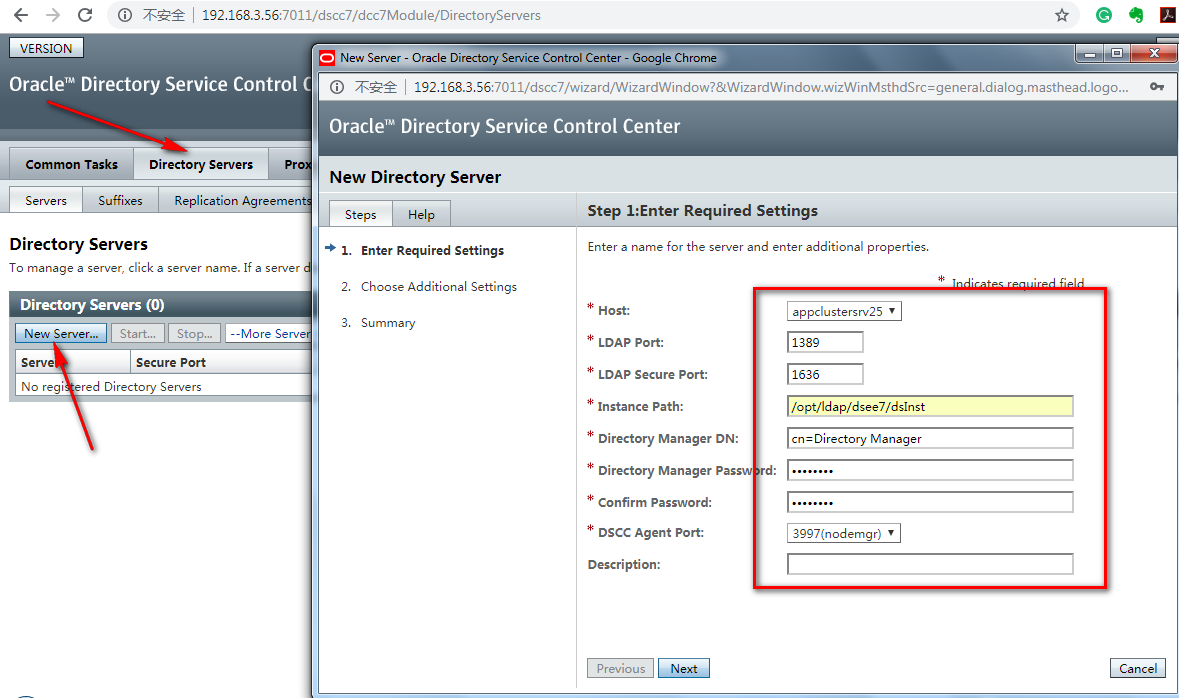 不安全 192.168.3.56:7011/dscc7/dcc7Module/DirectoryServers
VERSION
Oracle™ Directory Service Control C
Common Tasks Directory Servers Prox
Servers Suffixes Replication Agreements
Directory Servers
To manage a server, click a server name. If a server d
Directory Servers (0)
New Server... Start... Stop... --More Server
Server Secure Port
No registered Directory Servers
New Server - Oracle Directory Service Control Center - Google Chrome
不安全 192.168.3.56:7011/dscc7/wizard/WizardWindow?&WizardWindow.wizWinMsthdSrc=general.dialog.masthead.logo...
Oracle™ Directory Service Control Center
New Directory Server
Steps Help
1. Enter Required Settings
2. Choose Additional Settings
3. Summary
Step 1:Enter Required Settings
Enter a name for the server and enter additional properties.
* Indicates required field
* Host: appclustersrv25
* LDAP Port: 1389
* LDAP Secure Port: 1636
* Instance Path: /opt/ldap/dsee7/dsInst
* Directory Manager DN: cn=Directory Manager
* Directory Manager Password: ••••••••
* Confirm Password: ••••••••
* DSCC Agent Port: 3997(nodemgr)
Description:
Previous Next Cancel